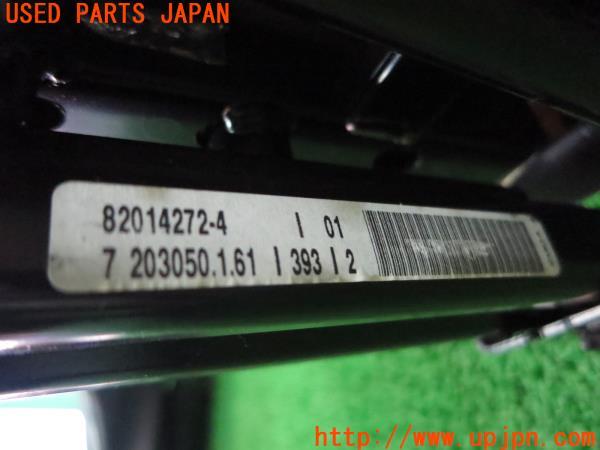 USED PARTS JAPAN
82014272-4 I 01
7 203050.1.61 I 393 I 2
http://www.upjpn.com/